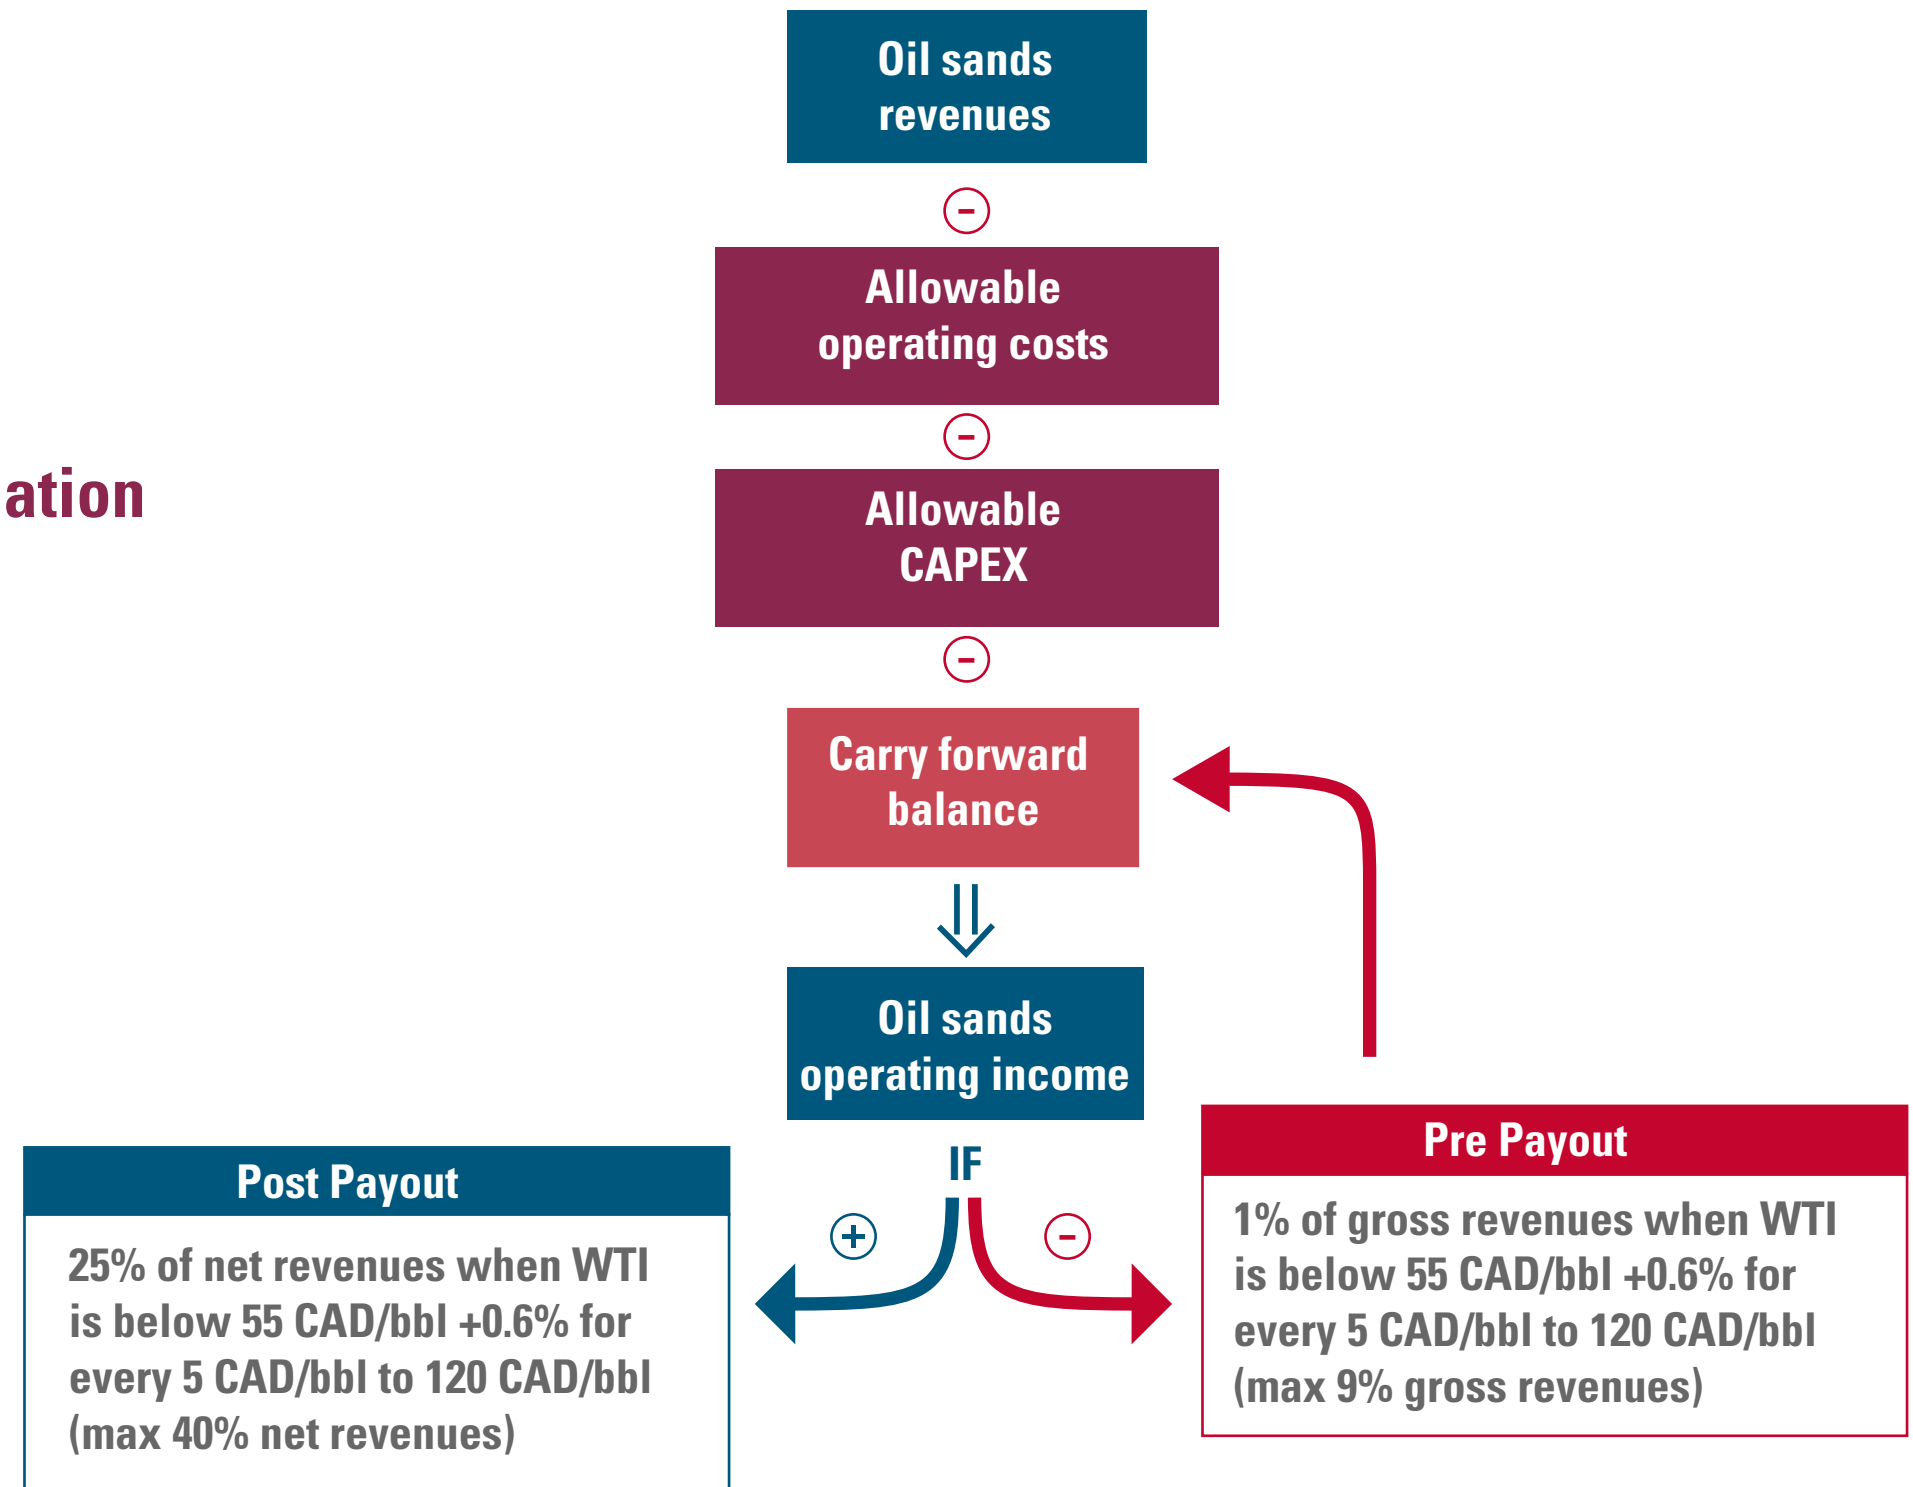 Oil sands
revenues
-
Allowable
operating costs
-
ation
Allowable
CAPEX
-
Carry forward
balance
Oil sands
operating income
IF
+
-
Post Payout
25% of net revenues when WTI
is below 55 CAD/bbl +0.6% for
every 5 CAD/bbl to 120 CAD/bbl
(max 40% net revenues)
Pre Payout
1% of gross revenues when WTI
is below 55 CAD/bbl +0.6% for
every 5 CAD/bbl to 120 CAD/bbl
(max 9% gross revenues)